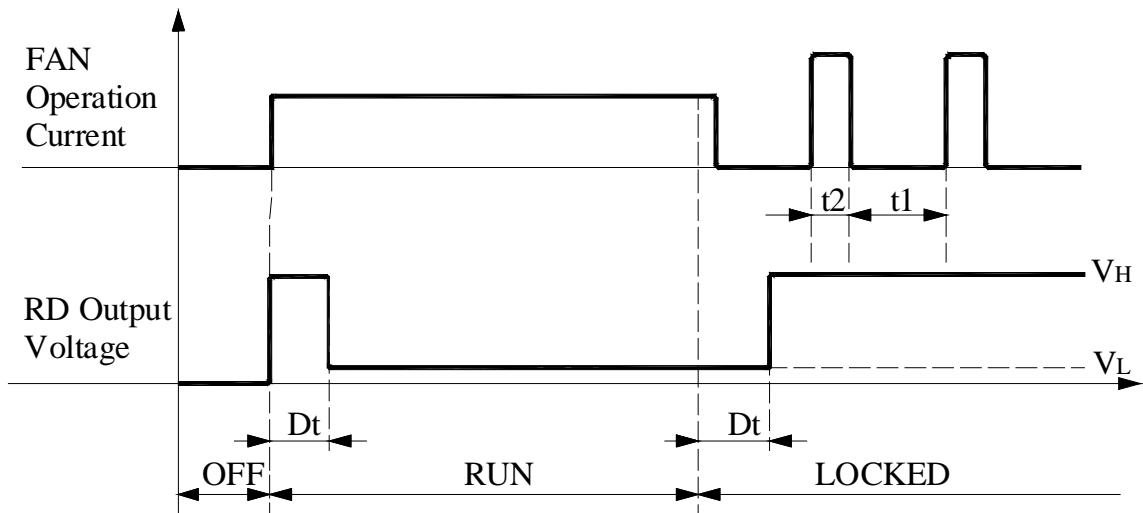 FAN
Operation
Current
t2
t1
VH
RD Output
Voltage
VL
Dt
Dt
OFF
RUN
LOCKED